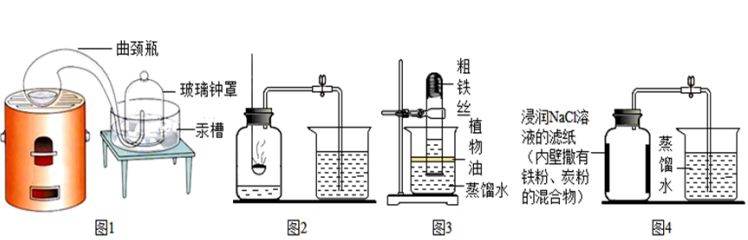 曲颈瓶
玻璃钟罩
汞槽
图1
图2
粗
铁
丝
植
物
油
蒸馏水
图3
浸润NaCl溶
液的滤纸
（内壁撒有
铁粉、炭粉
的混合物）
蒸
馏
水
图4